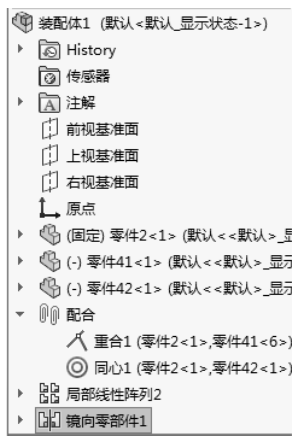 装配体1 (默认<默认_显示状态-1>)
History
传感器
A 注解
前视基准面
上视基准面
右视基准面
原点
(固定) 零件2<1> (默认<<默认>_显
(-) 零件41<1> (默认<<默认>_显示
(-) 零件42<1> (默认<<默认>_显示
配合
重合1 (零件2<1>,零件41<6>)
同心1 (零件2<1>,零件42<1>)
局部线性阵列2
镜向零部件1